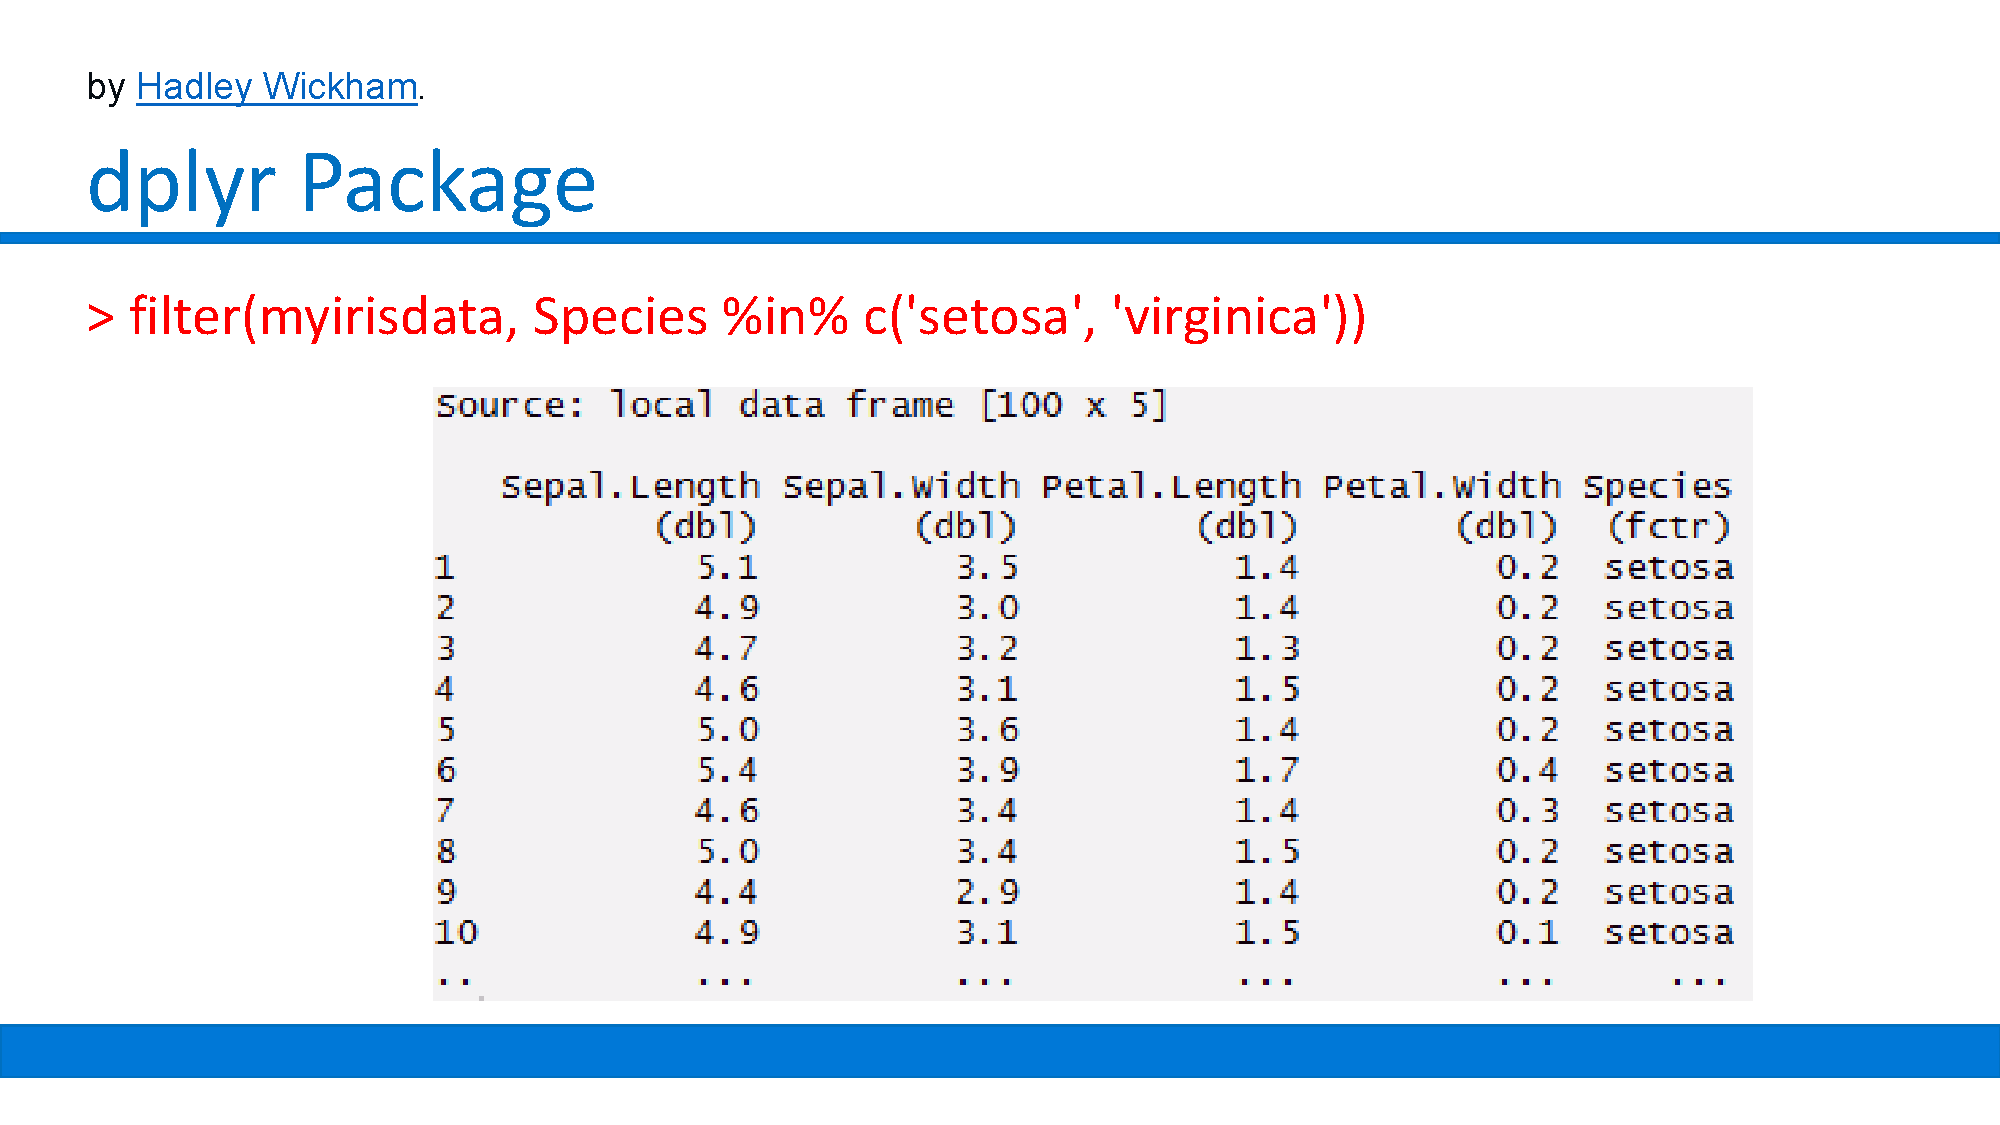 by Hadley Wickham.
dplyr Package
> filter(myirisdata, Species %in% c('setosa', 'virginica'))
Source: local data frame [100 x 5]
Sepal.Length Sepal.Width Petal.Length Petal.Width Species
(dbl) (dbl) (dbl) (dbl) (fctr)
1 5.1 3.5 1.4 0.2 setosa
2 4.9 3.0 1.4 0.2 setosa
3 4.7 3.2 1.3 0.2 setosa
4 4.6 3.1 1.5 0.2 setosa
5 5.0 3.6 1.4 0.2 setosa
6 5.4 3.9 1.7 0.4 setosa
7 4.6 3.4 1.4 0.3 setosa
8 5.0 3.4 1.5 0.2 setosa
9 4.4 2.9 1.4 0.2 setosa
10 4.9 3.1 1.5 0.1 setosa
.. ... ... ... ... ...